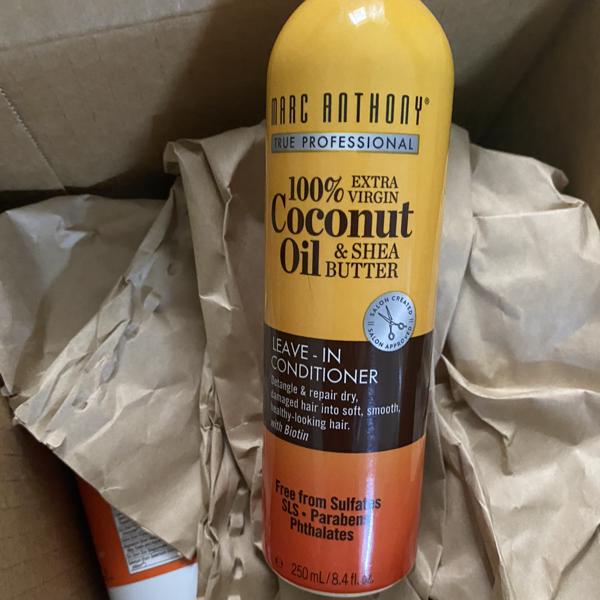 MARC ANTHONY®
TRUE PROFESSIONAL
100% EXTRA VIRGIN
Coconut
Oil & SHEA BUTTER
SALON CREATED
SALON APPROVED
LEAVE-IN
CONDITIONER
Detangle & repair dry,
damaged hair into soft, smooth,
healthy-looking hair.
with Biotin
Free from Sulfates
SLS • Parabens
Phthalates
250 mL / 8.4 fl. oz.